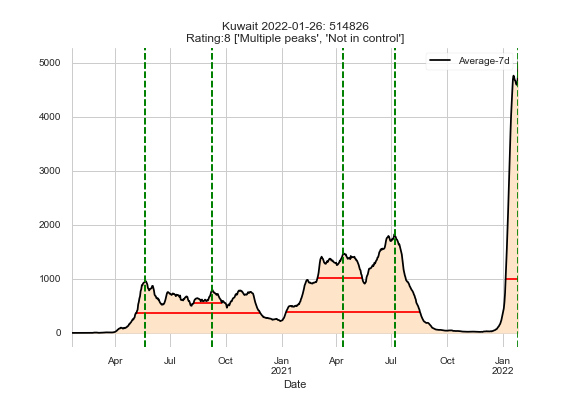 Kuwait 2022-01-26: 514826
Rating:8 ['Multiple peaks', 'Not in control']
Average-7d
5000
4000
3000
2000
1000
0
Apr
Jul
Oct
Jan
2021
Apr
Jul
Oct
Jan
2022
Date